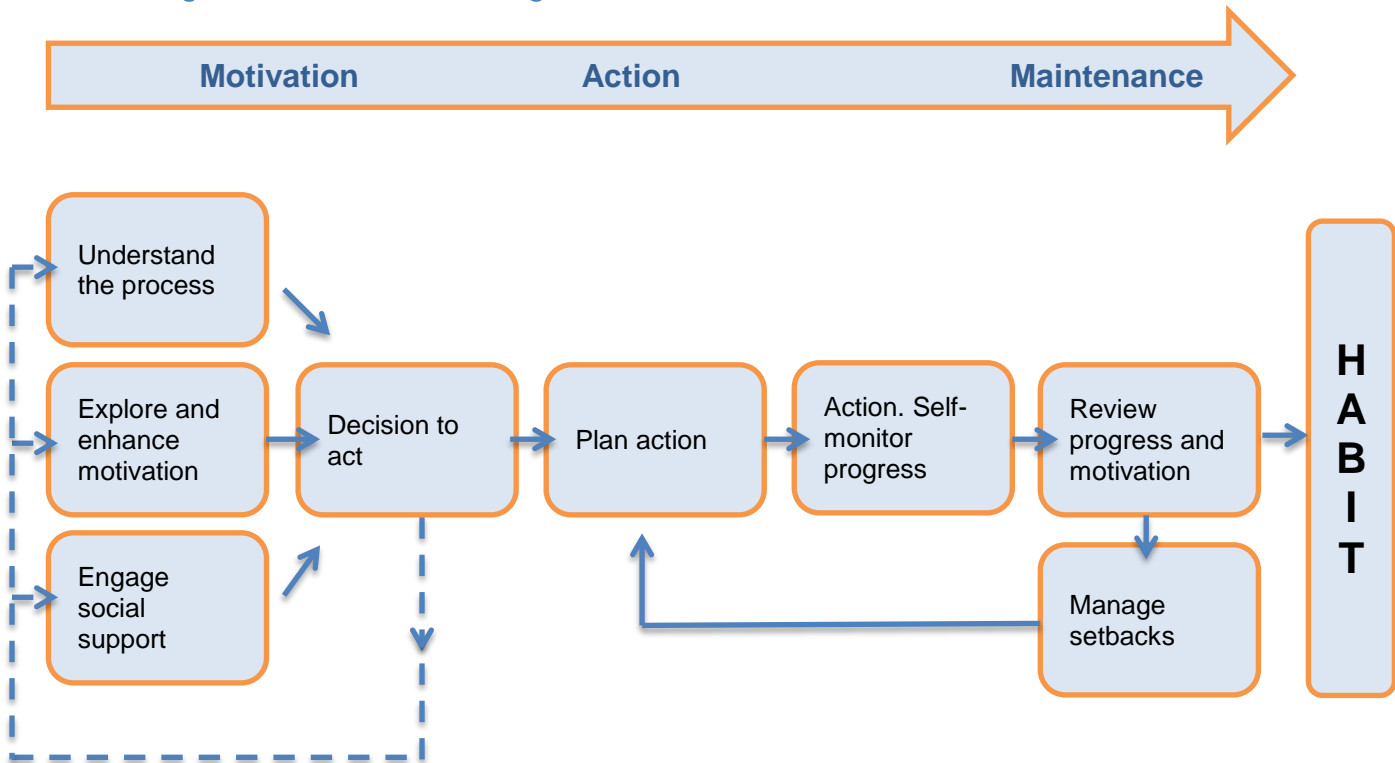 Motivation Action Maintenance
Understand
the process
Explore and
enhance
motivation
Engage
social
support
Decision to
act
Plan action
Action. Self-
monitor
progress
Review
progress and
motivation
Manage
setbacks
H
A
B
I
T